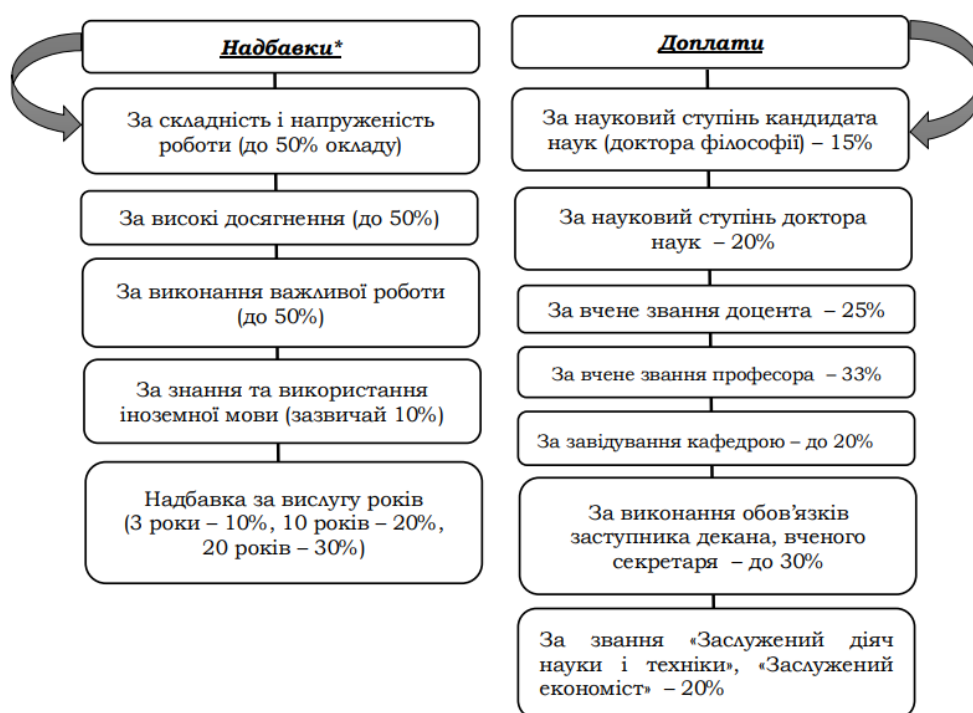 Надбавки*
За складність і напруженість
роботи (до 50% окладу)
За високі досягнення (до 50%)
За виконання важливої роботи
(до 50%)
За знання та використання
іноземної мови (зазвичай 10%)
Надбавка за вислугу років
(3 роки – 10%, 10 років – 20%,
20 років – 30%)
Доплати
За науковий ступінь кандидата
наук (доктора філософії) – 15%
За науковий ступінь доктора
наук – 20%
За вчене звання доцента – 25%
За вчене звання професора – 33%
За завідування кафедрою – до 20%
За виконання обов’язків
заступника декана, вченого
секретаря – до 30%
За звання «Заслужений діяч
науки і техніки», «Заслужений
економіст» – 20%